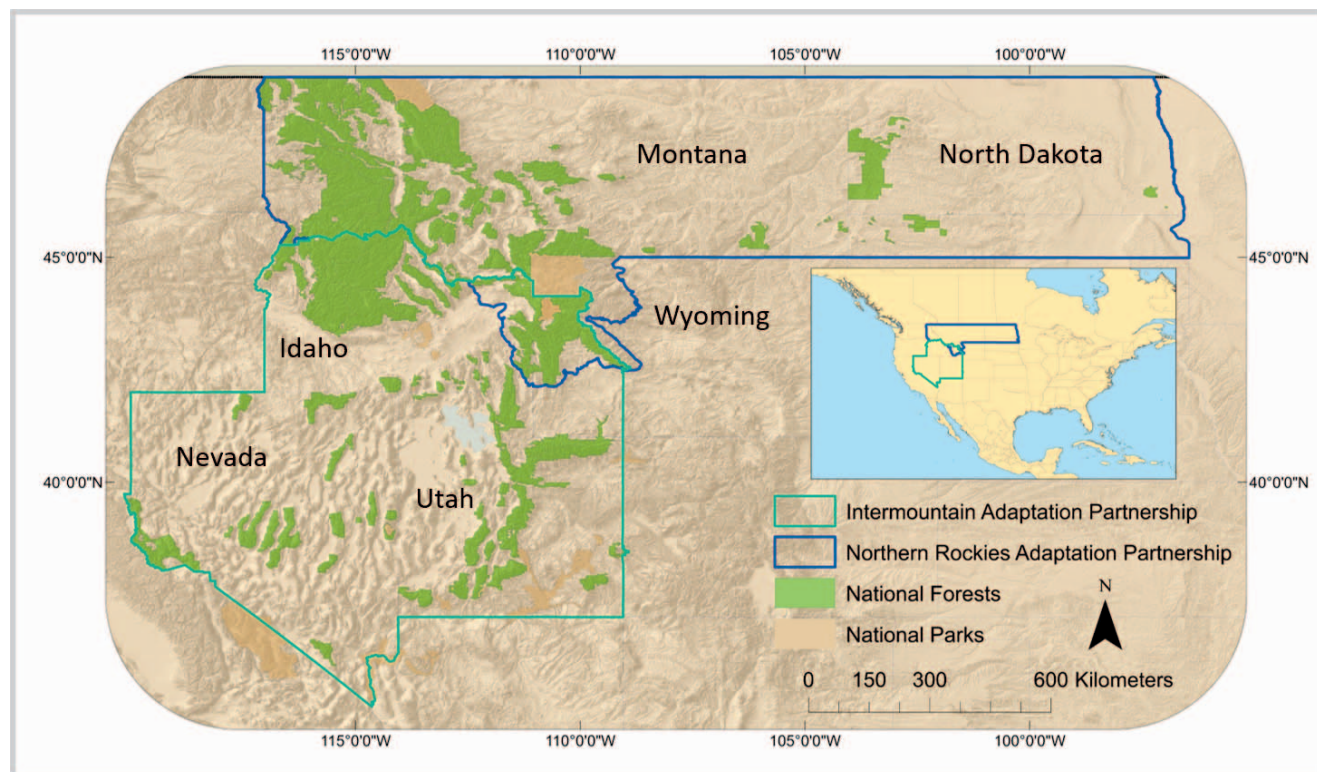 115°0'0"W 110°0'0"W 105°0'0"W 100°0'0"W
Montana
North Dakota
45°0'0"N 45°0'0"N
Wyoming
Idaho
Nevada
Utah
40°0'0"N 40°0'0"N
Intermountain Adaptation Partnership
Northern Rockies Adaptation Partnership
National Forests
National Parks
N
0 150 300 600 Kilometers
115°0'0"W 110°0'0"W 105°0'0"W 100°0'0"W